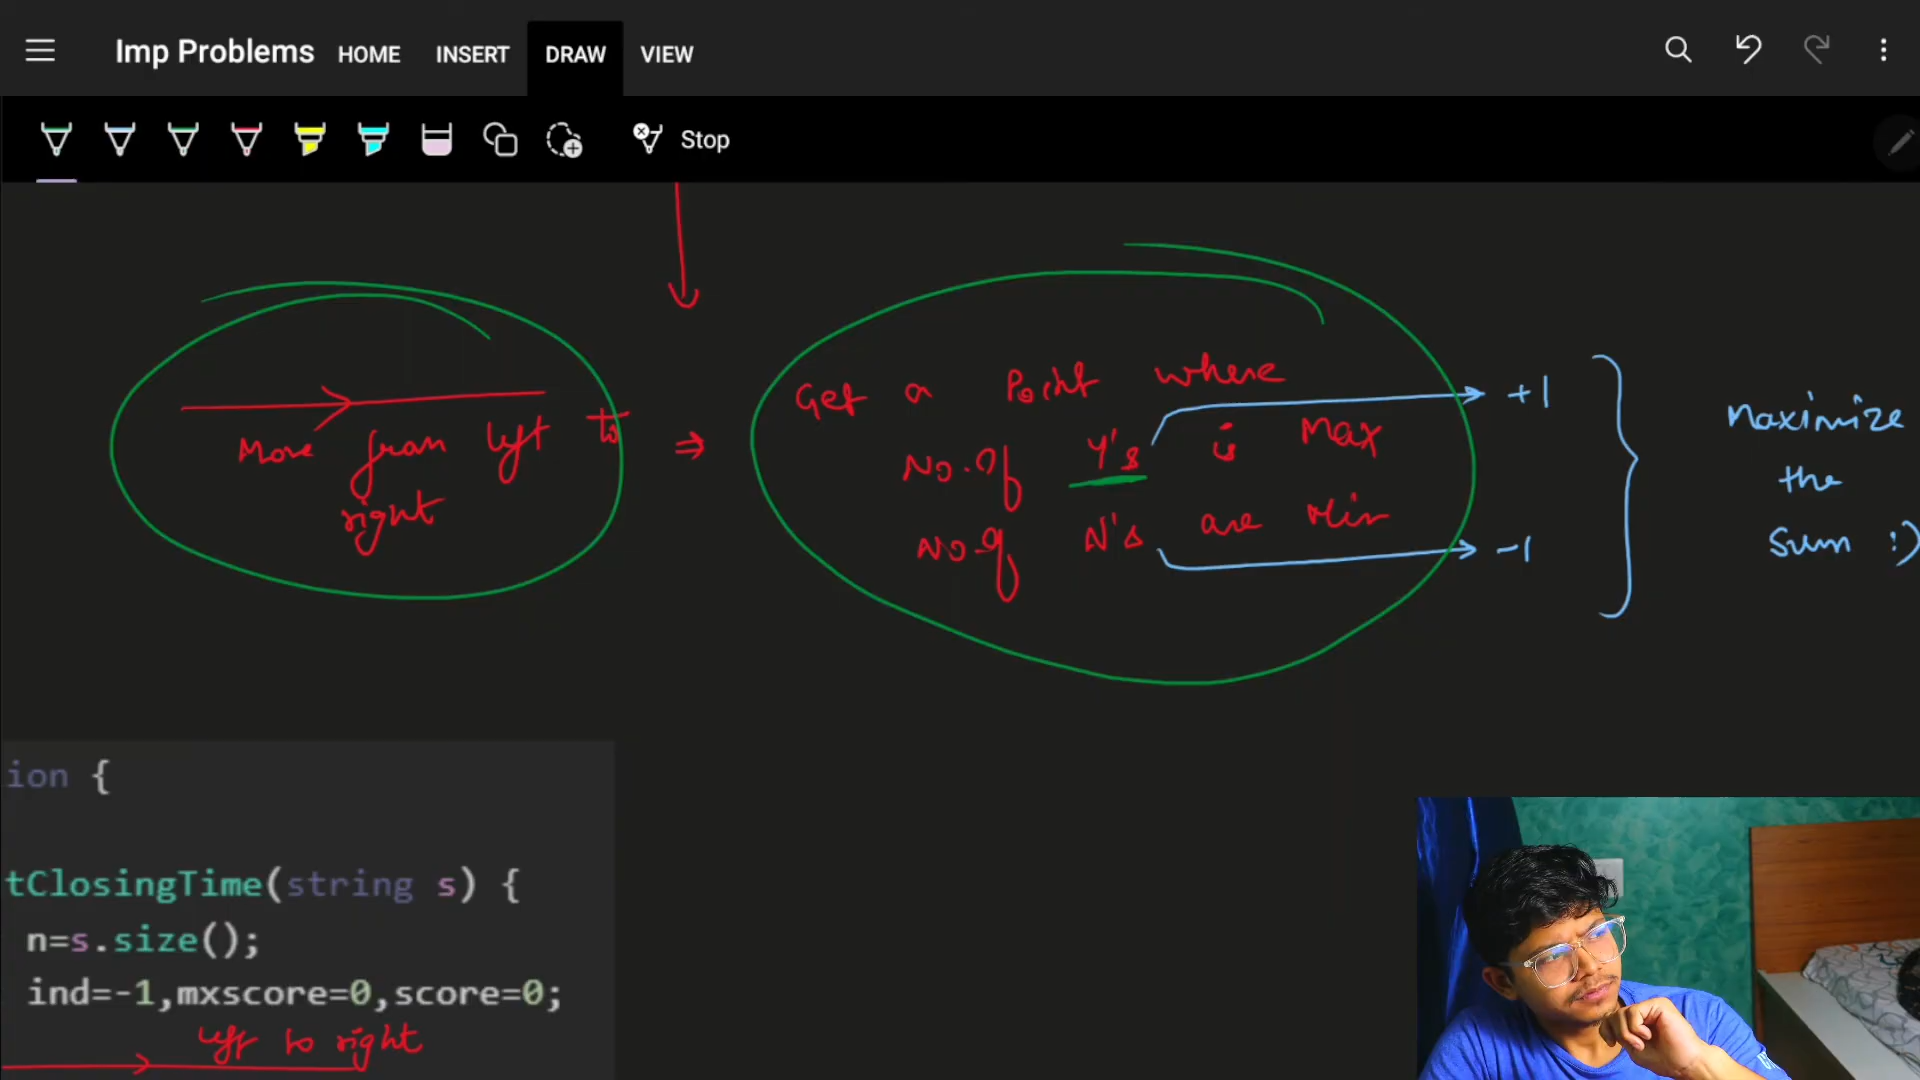 Imp Problems HOME INSERT DRAW VIEW
Stop
Move from left to
right
⇒
Get a Point where
No. of Y's is Max
No. of N's are Min
+1
-1
Maximize
the
sum :)
ion {
tClosingTime(string s) {
n=s.size();
ind=-1,mxscore=0,score=0;
left to right